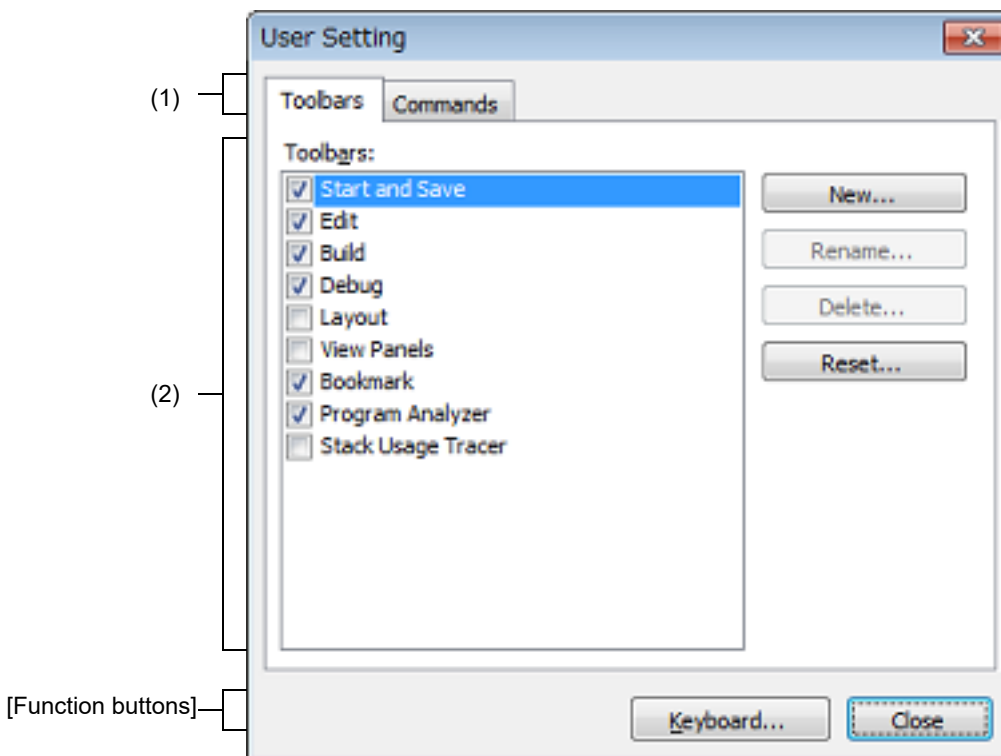 User Setting
(1)
Toolbars Commands
Toolbars:
Start and Save
Edit
Build
Debug
Layout
View Panels
Bookmark
Program Analyzer
Stack Usage Tracer
New...
Rename...
Delete...
Reset...
(2)
[Function buttons]
Keyboard... Close